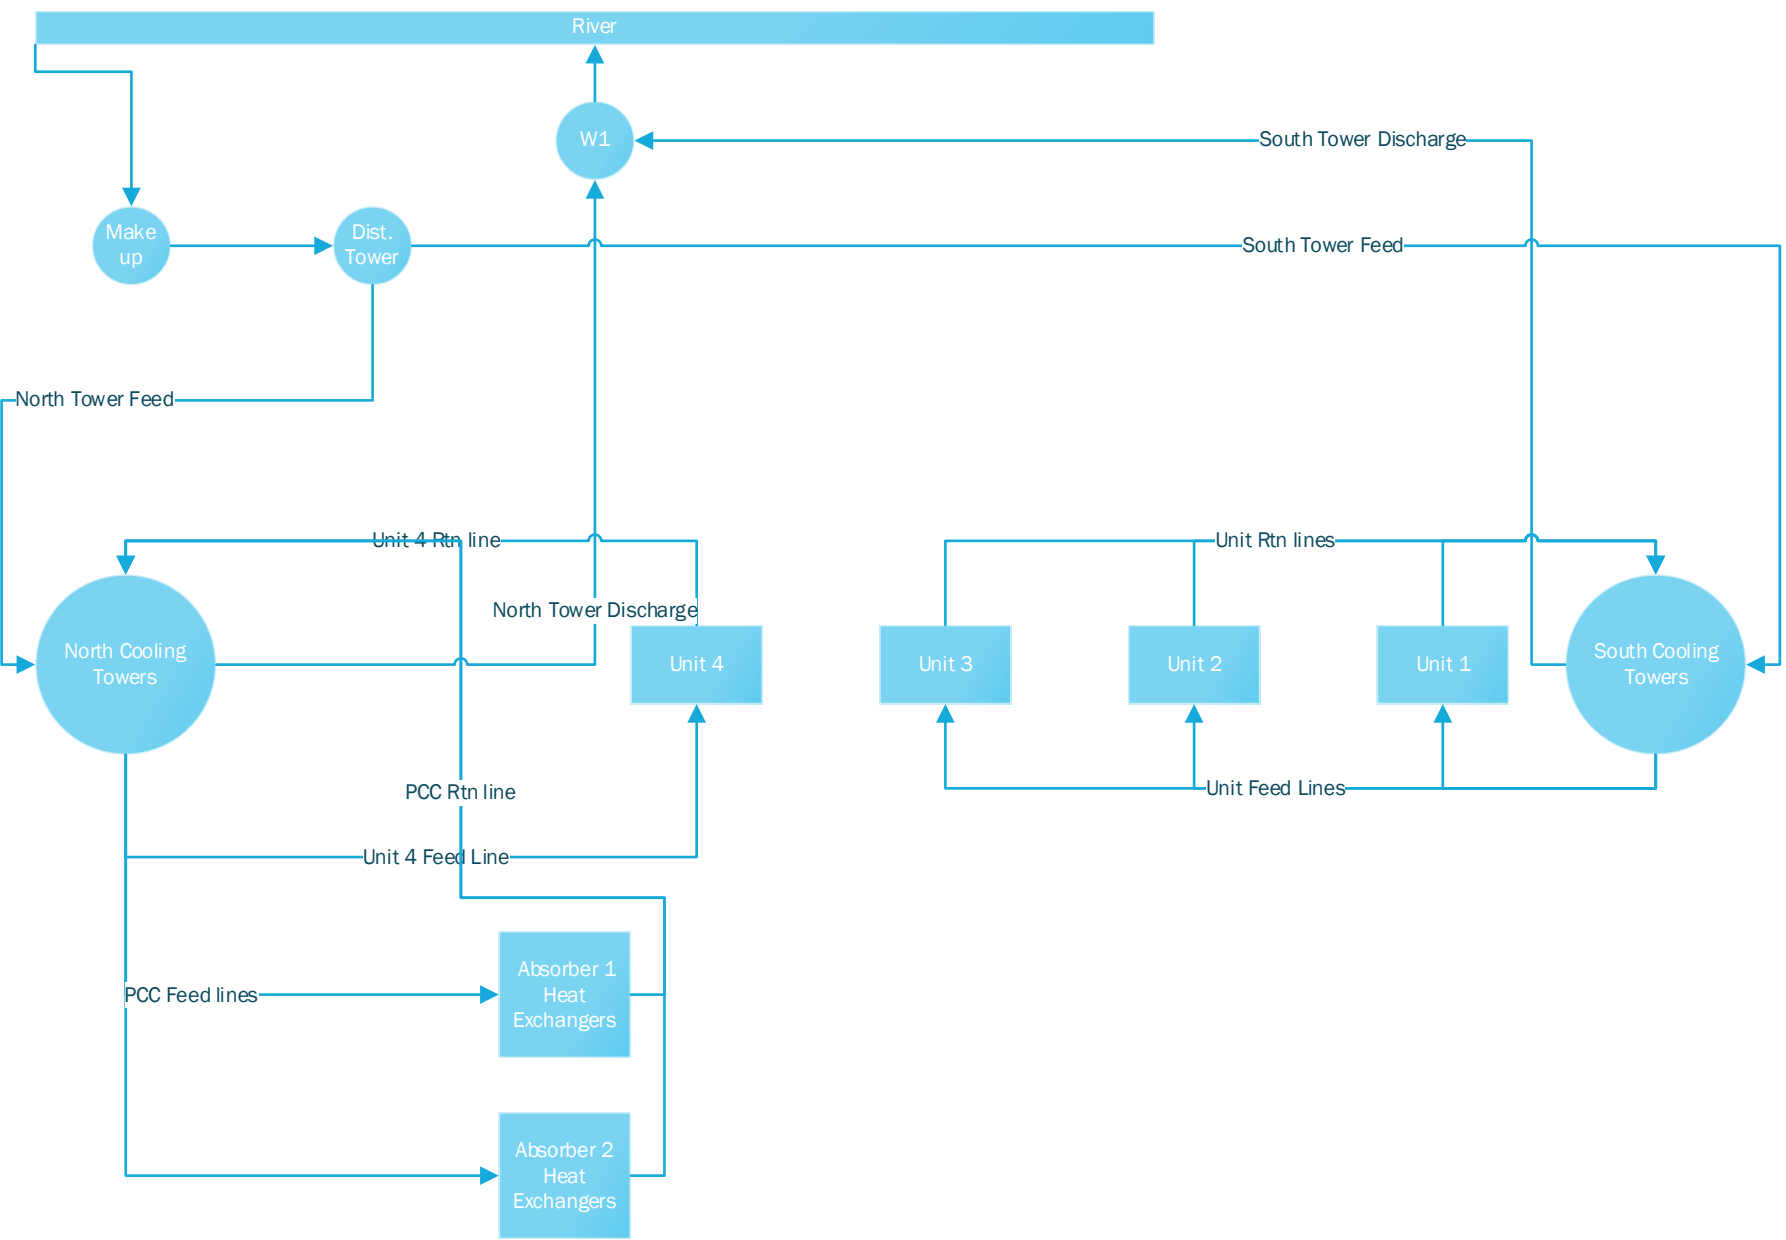 River
W1
South Tower Discharge
Make
up
Dist.
Tower
South Tower Feed
North Tower Feed
Unit 4 Rtn line
Unit Rtn lines
North Tower Discharge
North Cooling
Towers
Unit 4
Unit 3
Unit 2
Unit 1
South Cooling
Towers
PCC Rtn line
Unit Feed Lines
Unit 4 Feed Line
PCC Feed lines
Absorber 1
Heat
Exchangers
Absorber 2
Heat
Exchangers